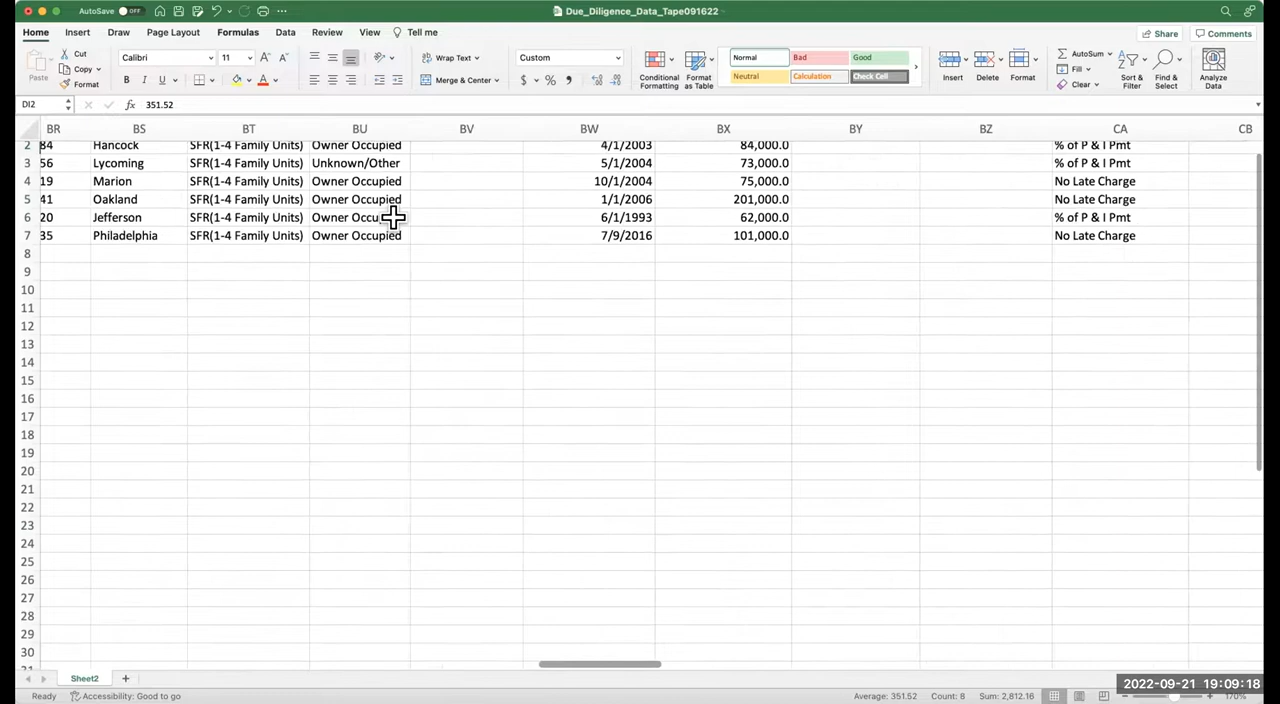 AutoSave OFF Due_Diligence_Data_Tape091622
Home Insert Draw Page Layout Formulas Data Review View Tell me Share Comments
Paste Cut Copy Format Calibri 11 Wrap Text Merge & Center Custom Conditional Formatting Format as Table Normal Bad Good Neutral Calculation Check Cell Insert Delete Format AutoSum Fill Clear Sort & Filter Find & Select Analyze Data
DI2 fx 351.52
BR BS BT BU BV BW BX BY BZ CA CB
2 84 Hancock SFR(1-4 Family Units) Owner Occupied 4/1/2003 84,000.0 % of P & I Pmt
3 56 Lycoming SFR(1-4 Family Units) Unknown/Other 5/1/2004 73,000.0 % of P & I Pmt
4 19 Marion SFR(1-4 Family Units) Owner Occupied 10/1/2004 75,000.0 No Late Charge
5 41 Oakland SFR(1-4 Family Units) Owner Occupied 1/1/2006 201,000.0 No Late Charge
6 20 Jefferson SFR(1-4 Family Units) Owner Occu 6/1/1993 62,000.0 % of P & I Pmt
7 35 Philadelphia SFR(1-4 Family Units) Owner Occupied 7/9/2016 101,000.0 No Late Charge
8
9
10
11
12
13
14
15
16
17
18
19
20
21
22
23
24
25
26
27
28
29
30
Sheet2
Ready Accessibility: Good to go Average: 351.52 Count: 8 Sum: 2,812.16 170%
2022-09-21 19:09:18